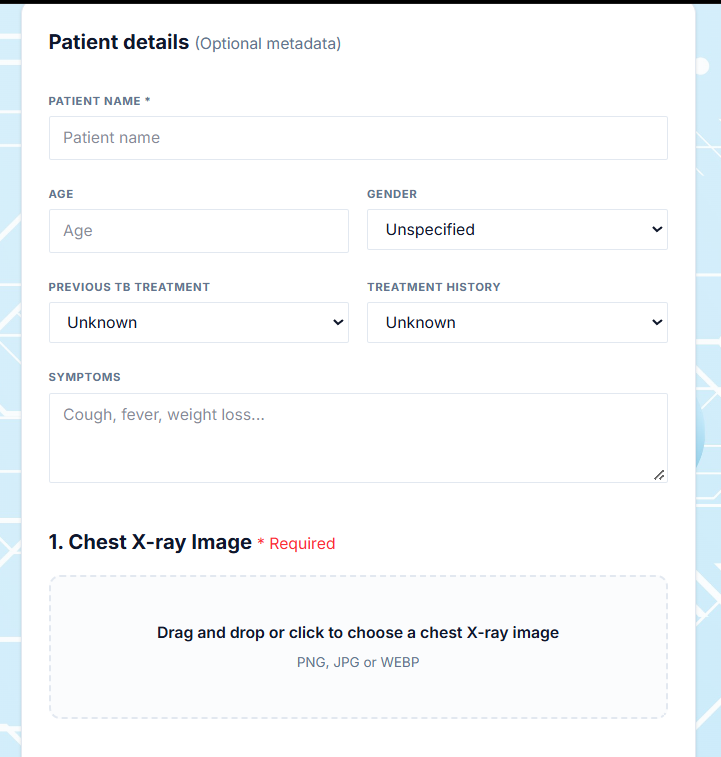 Patient details (Optional metadata)
PATIENT NAME *
Patient name
AGE
GENDER
Age
Unspecified
PREVIOUS TB TREATMENT
TREATMENT HISTORY
Unknown
Unknown
SYMPTOMS
Cough, fever, weight loss...
1. Chest X-ray Image * Required
Drag and drop or click to choose a chest X-ray image
PNG, JPG or WEBP